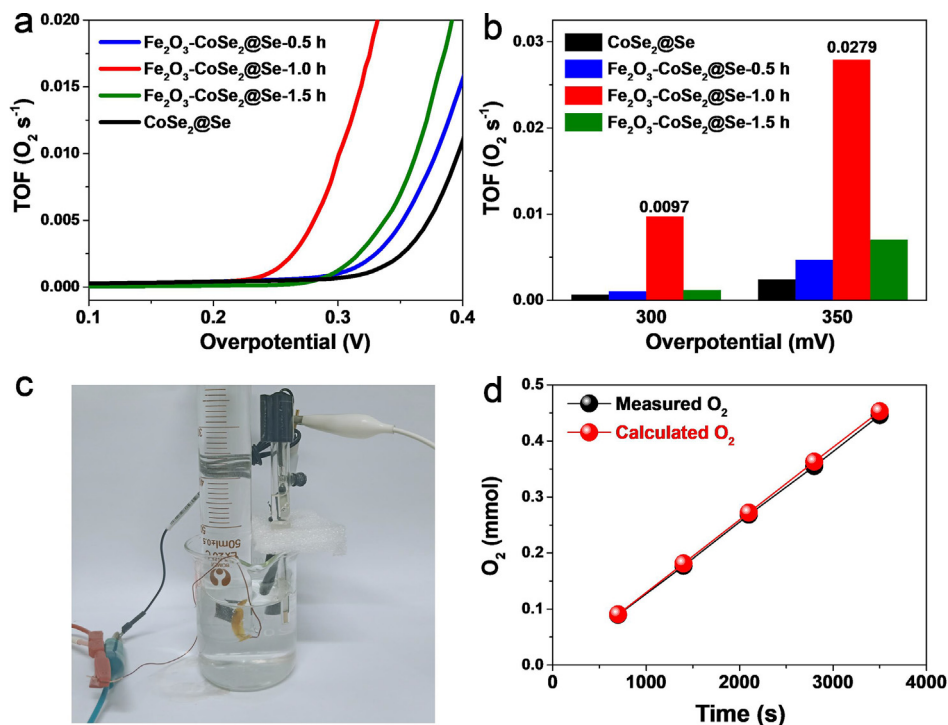 a
0.020
0.015
0.010
0.005
0.000
TOF (O₂ s⁻¹)
Fe₂O₃-CoSe₂@Se-0.5 h
Fe₂O₃-CoSe₂@Se-1.0 h
Fe₂O₃-CoSe₂@Se-1.5 h
CoSe₂@Se
0.1 0.2 0.3 0.4
Overpotential (V)
b
0.03
0.02
0.01
0.00
TOF (O₂ s⁻¹)
CoSe₂@Se
Fe₂O₃-CoSe₂@Se-0.5 h
Fe₂O₃-CoSe₂@Se-1.0 h
Fe₂O₃-CoSe₂@Se-1.5 h
0.0097
0.0279
300 350
Overpotential (mV)
c
50ml
d
0.5
0.4
0.3
0.2
0.1
0.0
O₂ (mmol)
Measured O₂
Calculated O₂
0 1000 2000 3000 4000
Time (s)